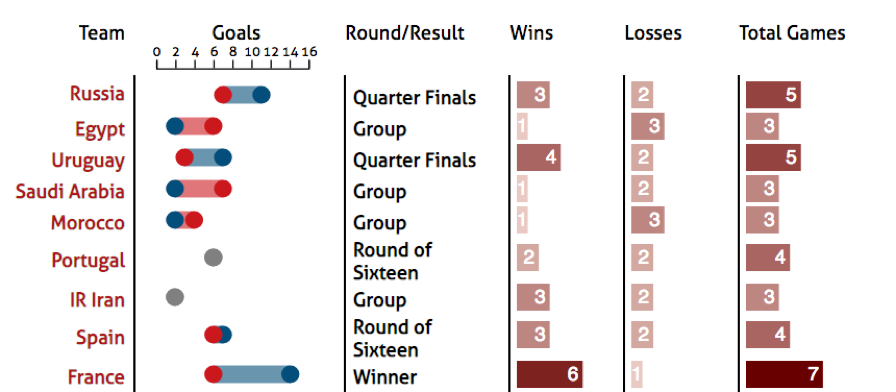 Team Goals Round/Result Wins Losses Total Games
0 2 4 6 8 10 12 14 16
Russia Quarter Finals 3 2 5
Egypt Group 1 3 3
Uruguay Quarter Finals 4 2 5
Saudi Arabia Group 1 2 3
Morocco Group 1 3 3
Portugal Round of Sixteen 2 2 4
IR Iran Group 3 2 3
Spain Round of Sixteen 3 2 4
France Winner 6 1 7